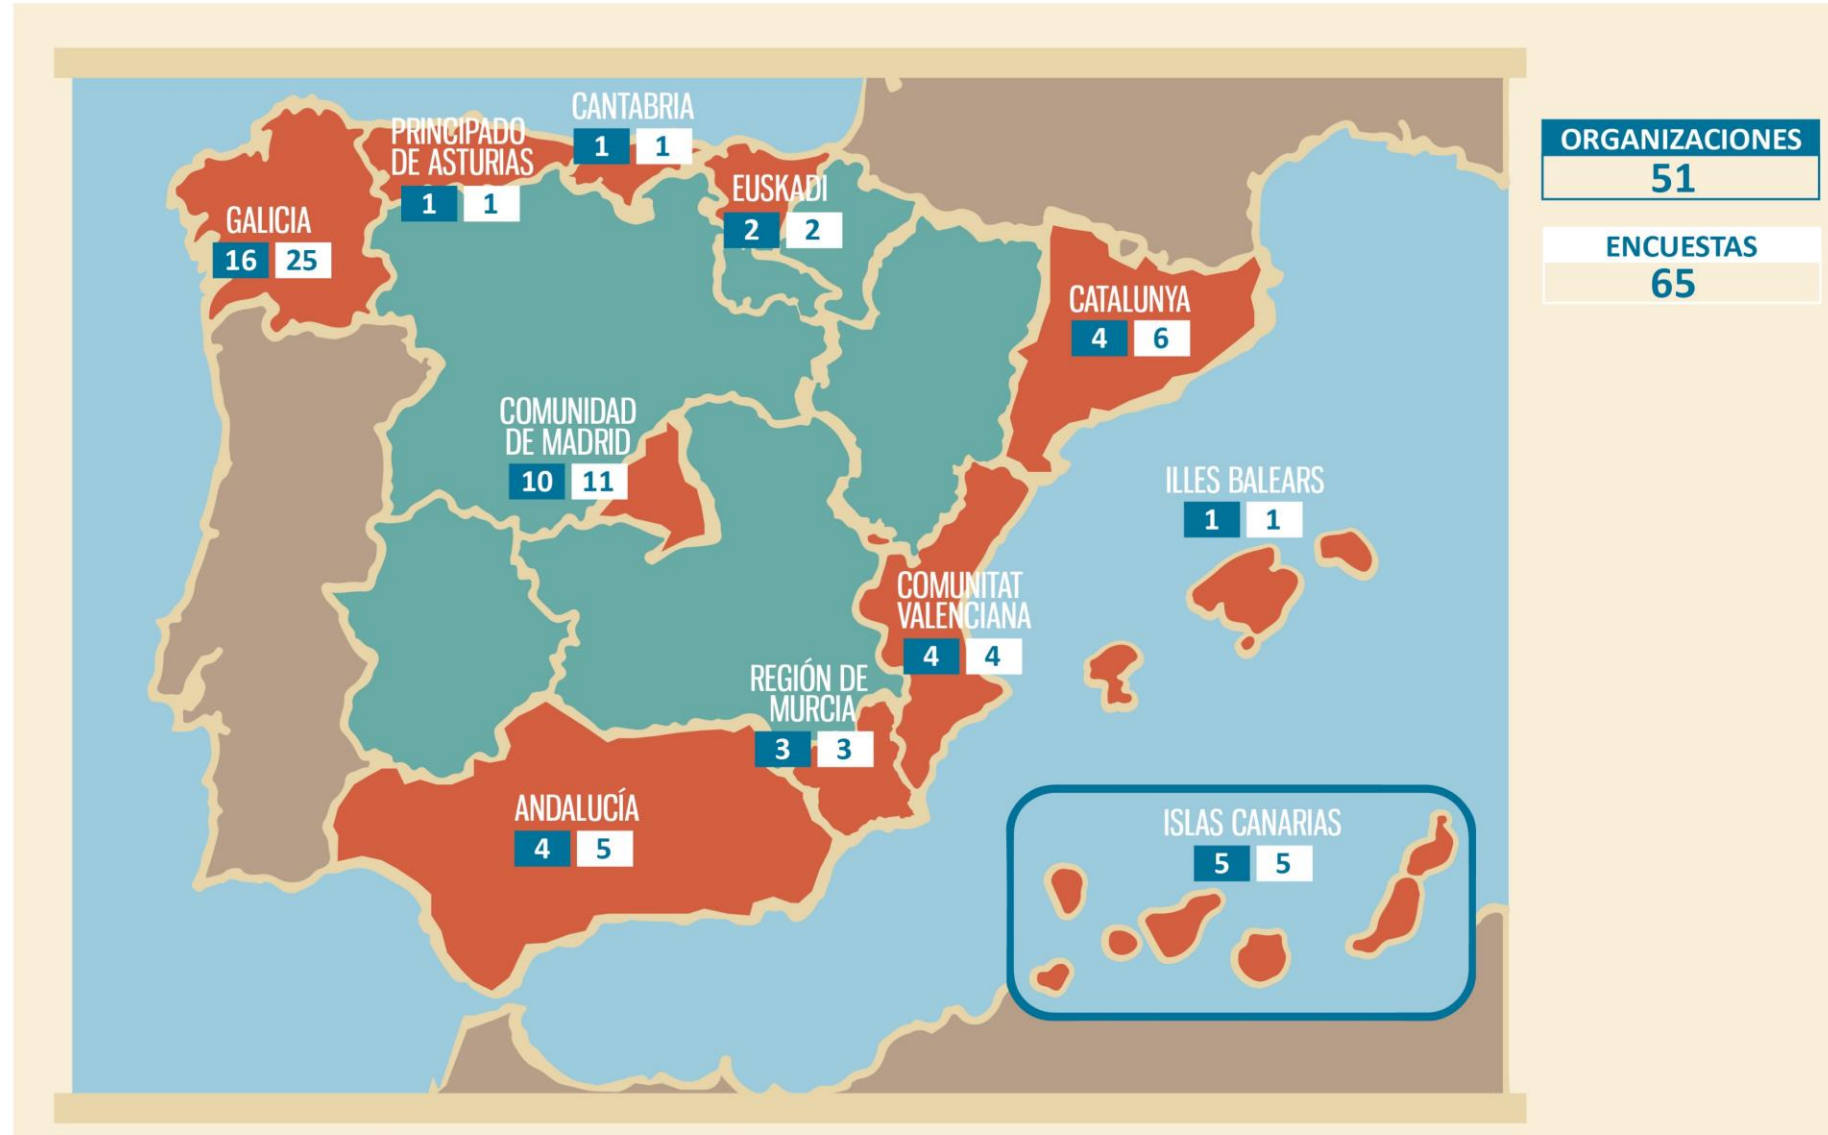 CANTABRIA
1 1
PRINCIPADO
DE ASTURIAS
1 1
EUSKADI
2 2
GALICIA
16 25
CATALUNYA
4 6
COMUNIDAD
DE MADRID
10 11
ILLES BALEARS
1 1
COMUNITAT
VALENCIANA
4 4
REGIÓN DE
MURCIA
3 3
ANDALUCÍA
4 5
ISLAS CANARIAS
5 5
ORGANIZACIONES
51
ENCUESTAS
65